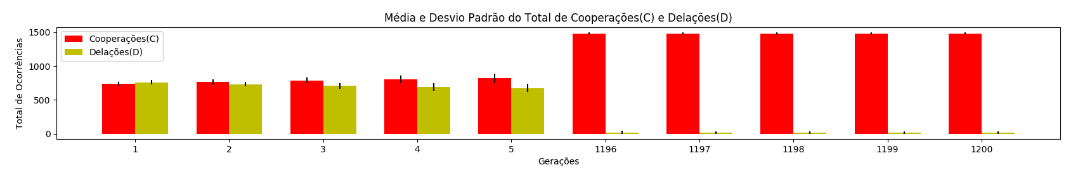 Média e Desvio Padrão do Total de Cooperações(C) e Delações(D)
Cooperações(C)
Delações(D)
Total de Ocorrências
1500
1000
500
0
1 2 3 4 5 1196 1197 1198 1199 1200
Gerações